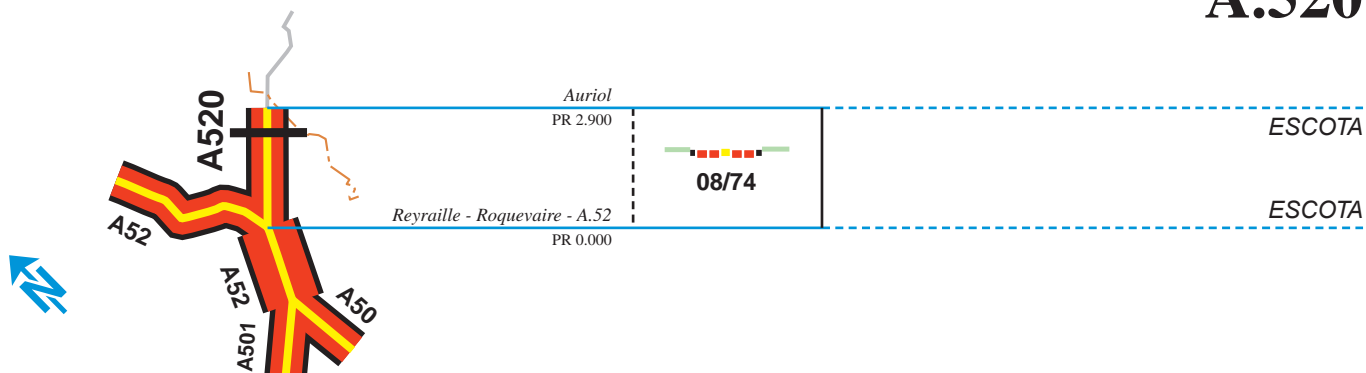 A.520
Auriol
PR 2.900
ESCOTA
A520
08/74
Reyraille - Roquevaire - A.52
PR 0.000
ESCOTA
A52
N
A52
A50
A501